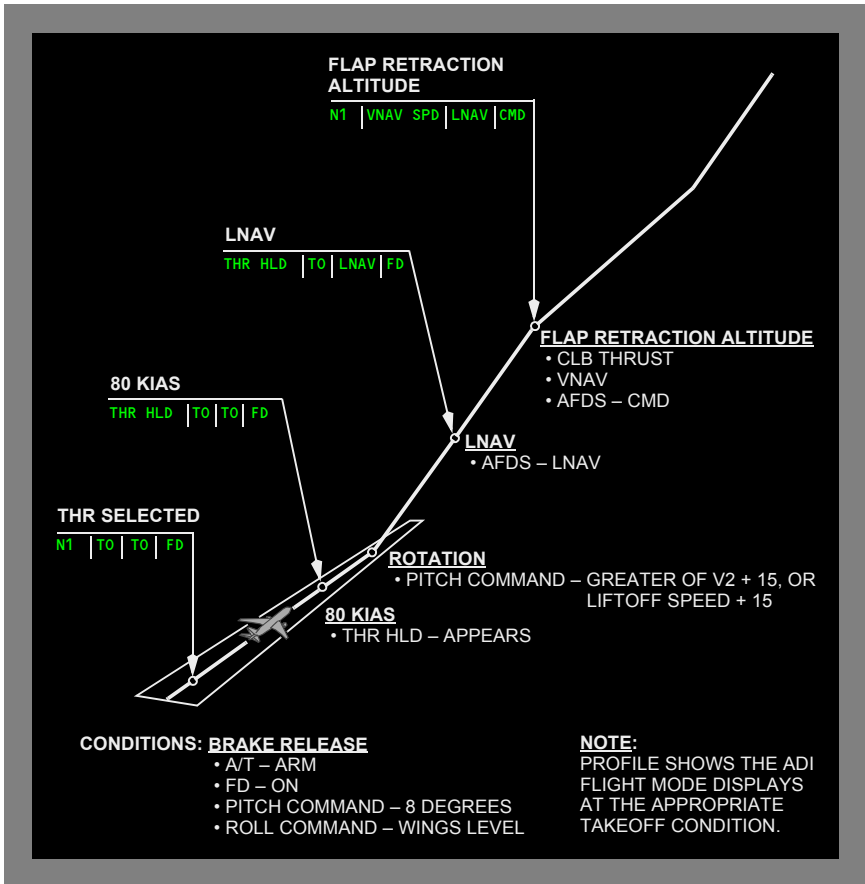 FLAP RETRACTION
ALTITUDE
N1 VNAV SPD LNAV CMD
LNAV
THR HLD TO LNAV FD
FLAP RETRACTION ALTITUDE
• CLB THRUST
• VNAV
• AFDS – CMD
80 KIAS
THR HLD TO TO FD
LNAV
• AFDS – LNAV
THR SELECTED
N1 TO TO FD
ROTATION
• PITCH COMMAND – GREATER OF V2 + 15, OR
LIFTOFF SPEED + 15
80 KIAS
• THR HLD – APPEARS
CONDITIONS: BRAKE RELEASE
• A/T – ARM
• FD – ON
• PITCH COMMAND – 8 DEGREES
• ROLL COMMAND – WINGS LEVEL
NOTE:
PROFILE SHOWS THE ADI
FLIGHT MODE DISPLAYS
AT THE APPROPRIATE
TAKEOFF CONDITION.